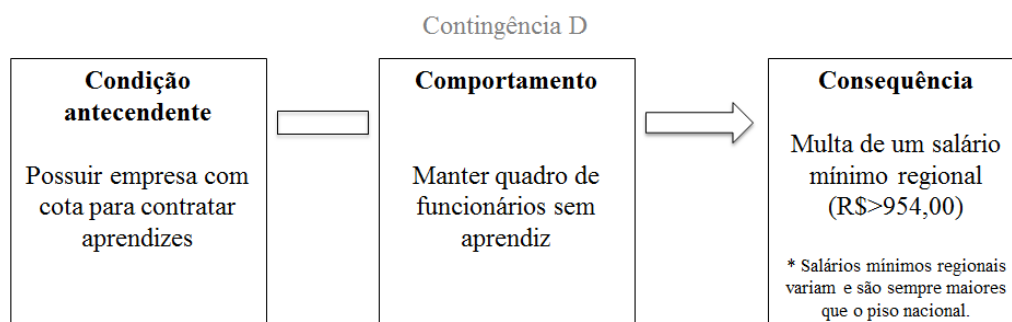 Contingência D
Condição
antecendente
Possuir empresa com
cota para contratar
aprendizes
Comportamento
Manter quadro de
funcionários sem
aprendiz
Consequência
Multa de um salário
mínimo regional
(R$>954,00)
* Salários mínimos regionais
variam e são sempre maiores
que o piso nacional.